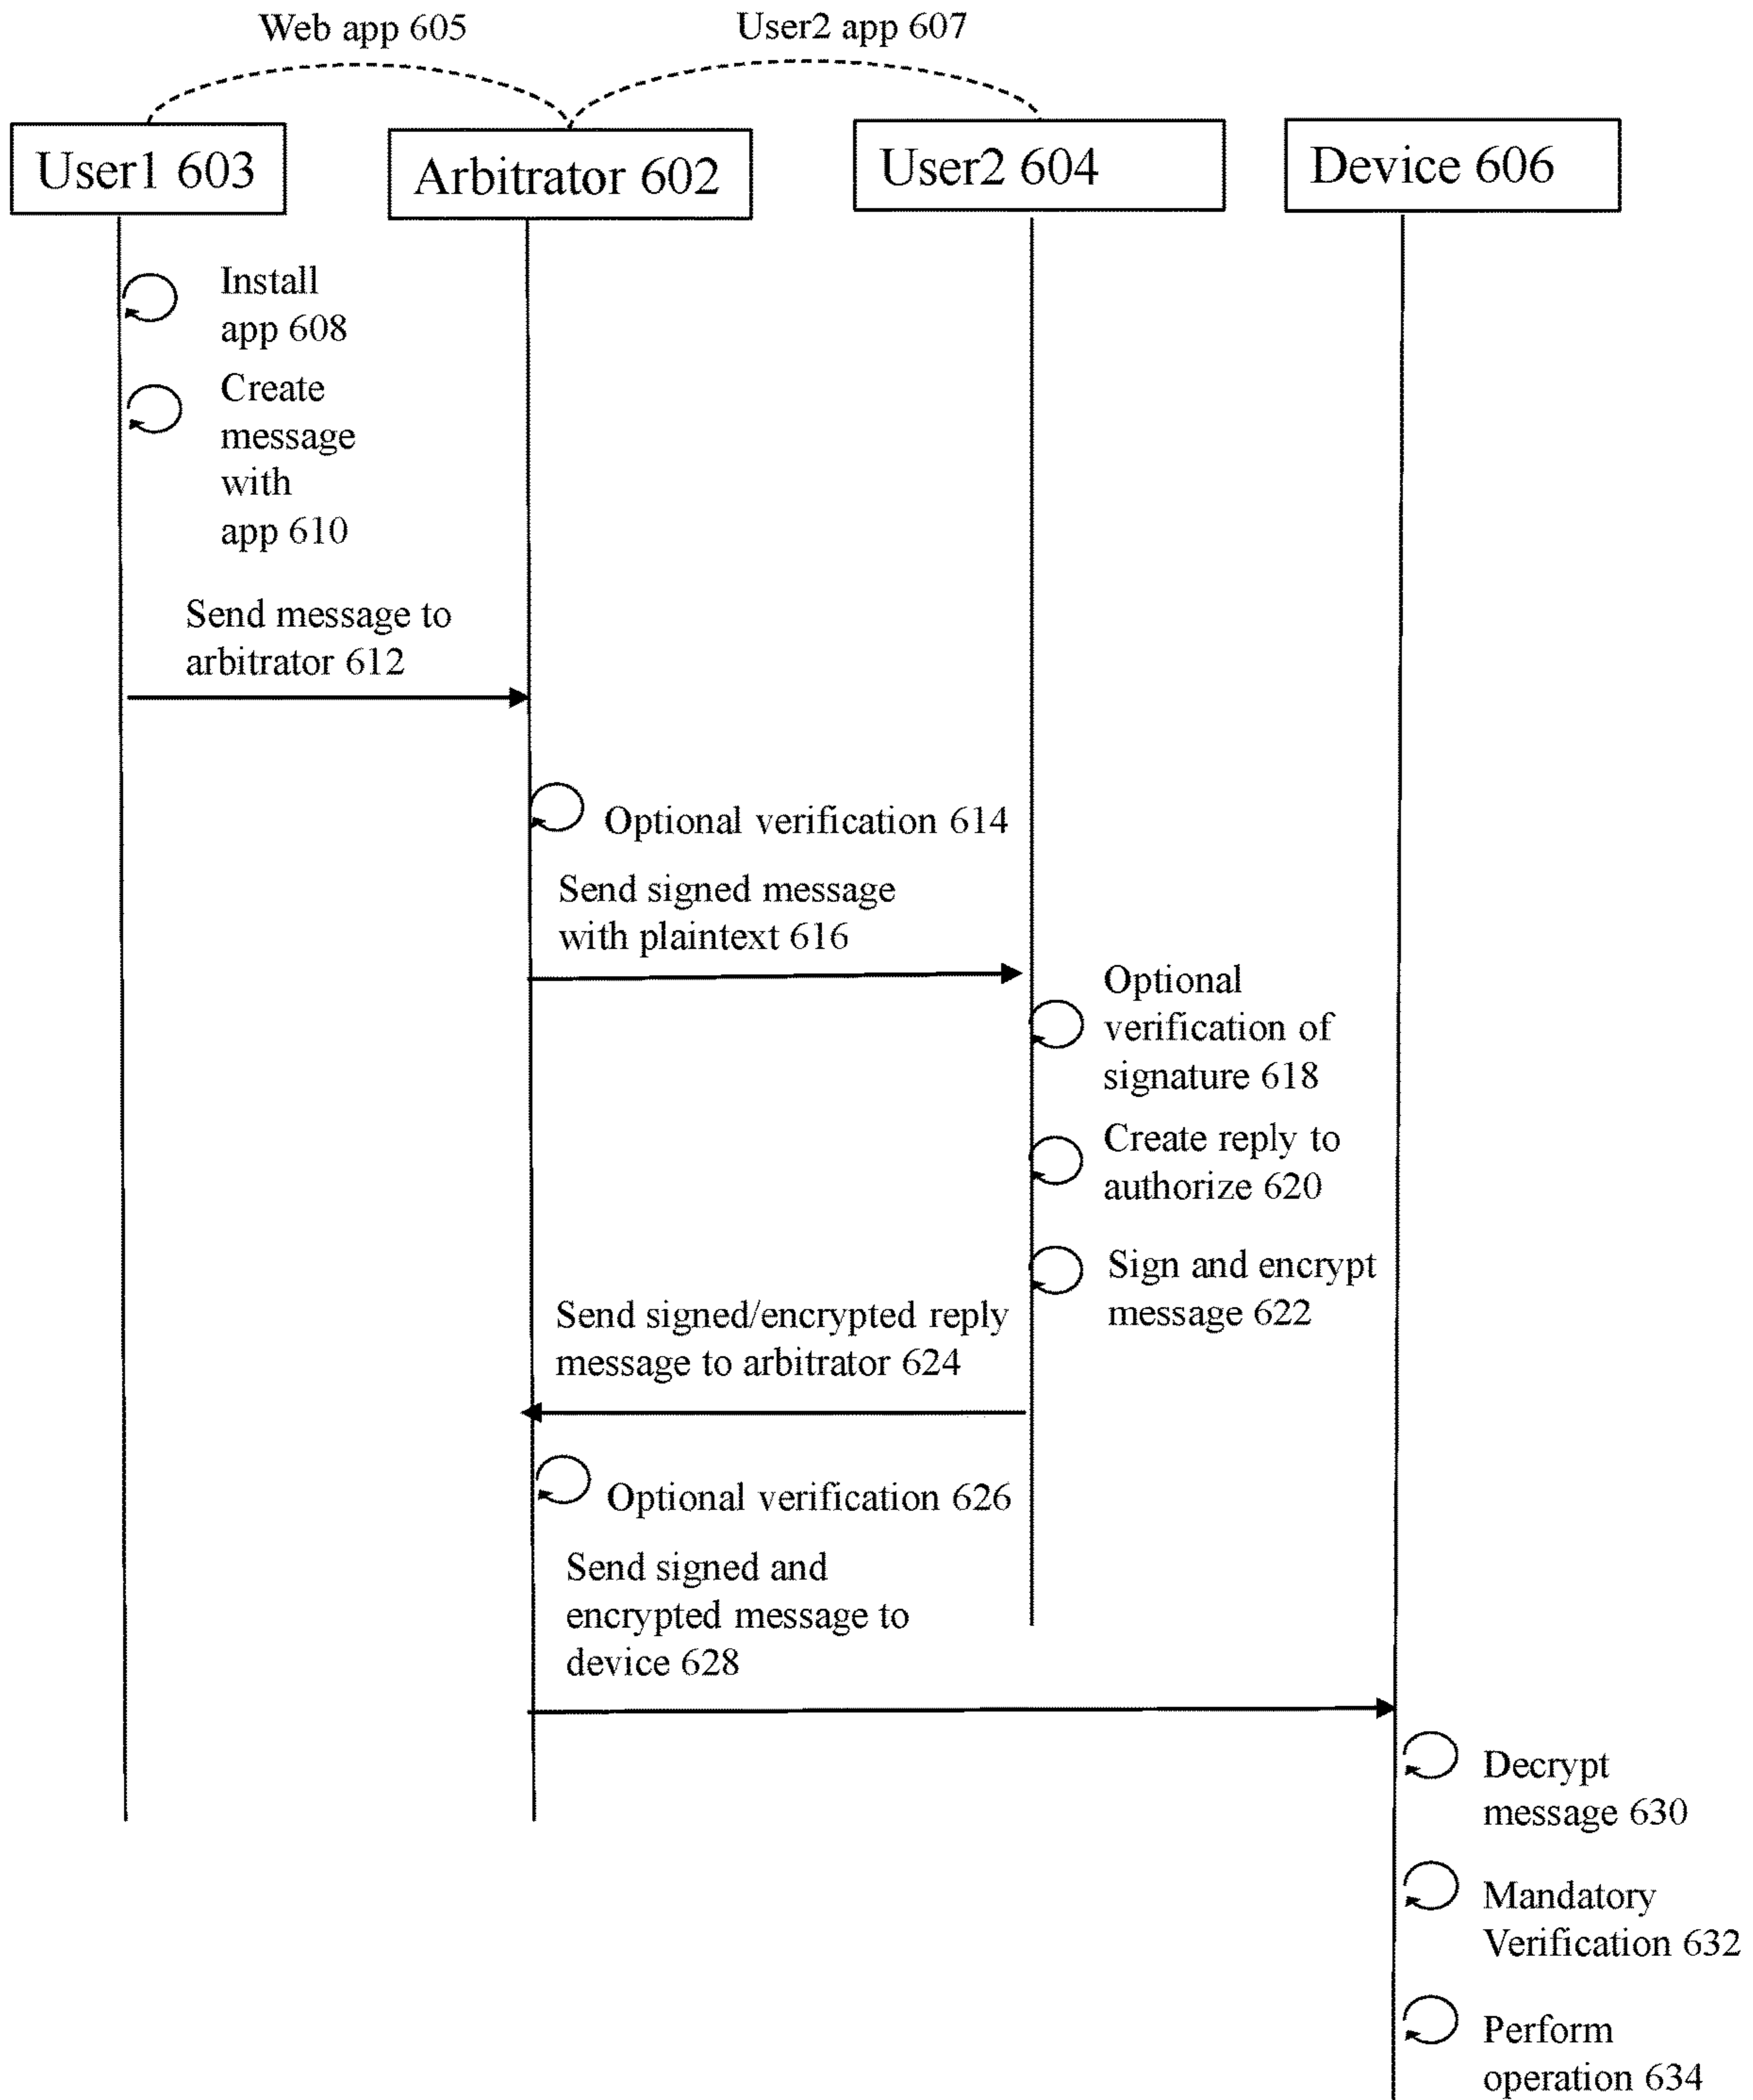 Web app 605
User2 app 607
User1 603
Arbitrator 602
User2 604
Device 606
Install
app 608
Create
message
with
app 610
Send message to
arbitrator 612
Optional verification 614
Send signed message
with plaintext 616
Optional
verification of
signature 618
Create reply to
authorize 620
Sign and encrypt
message 622
Send signed/encrypted reply
message to arbitrator 624
Optional verification 626
Send signed and
encrypted message to
device 628
Decrypt
message 630
Mandatory
Verification 632
Perform
operation 634